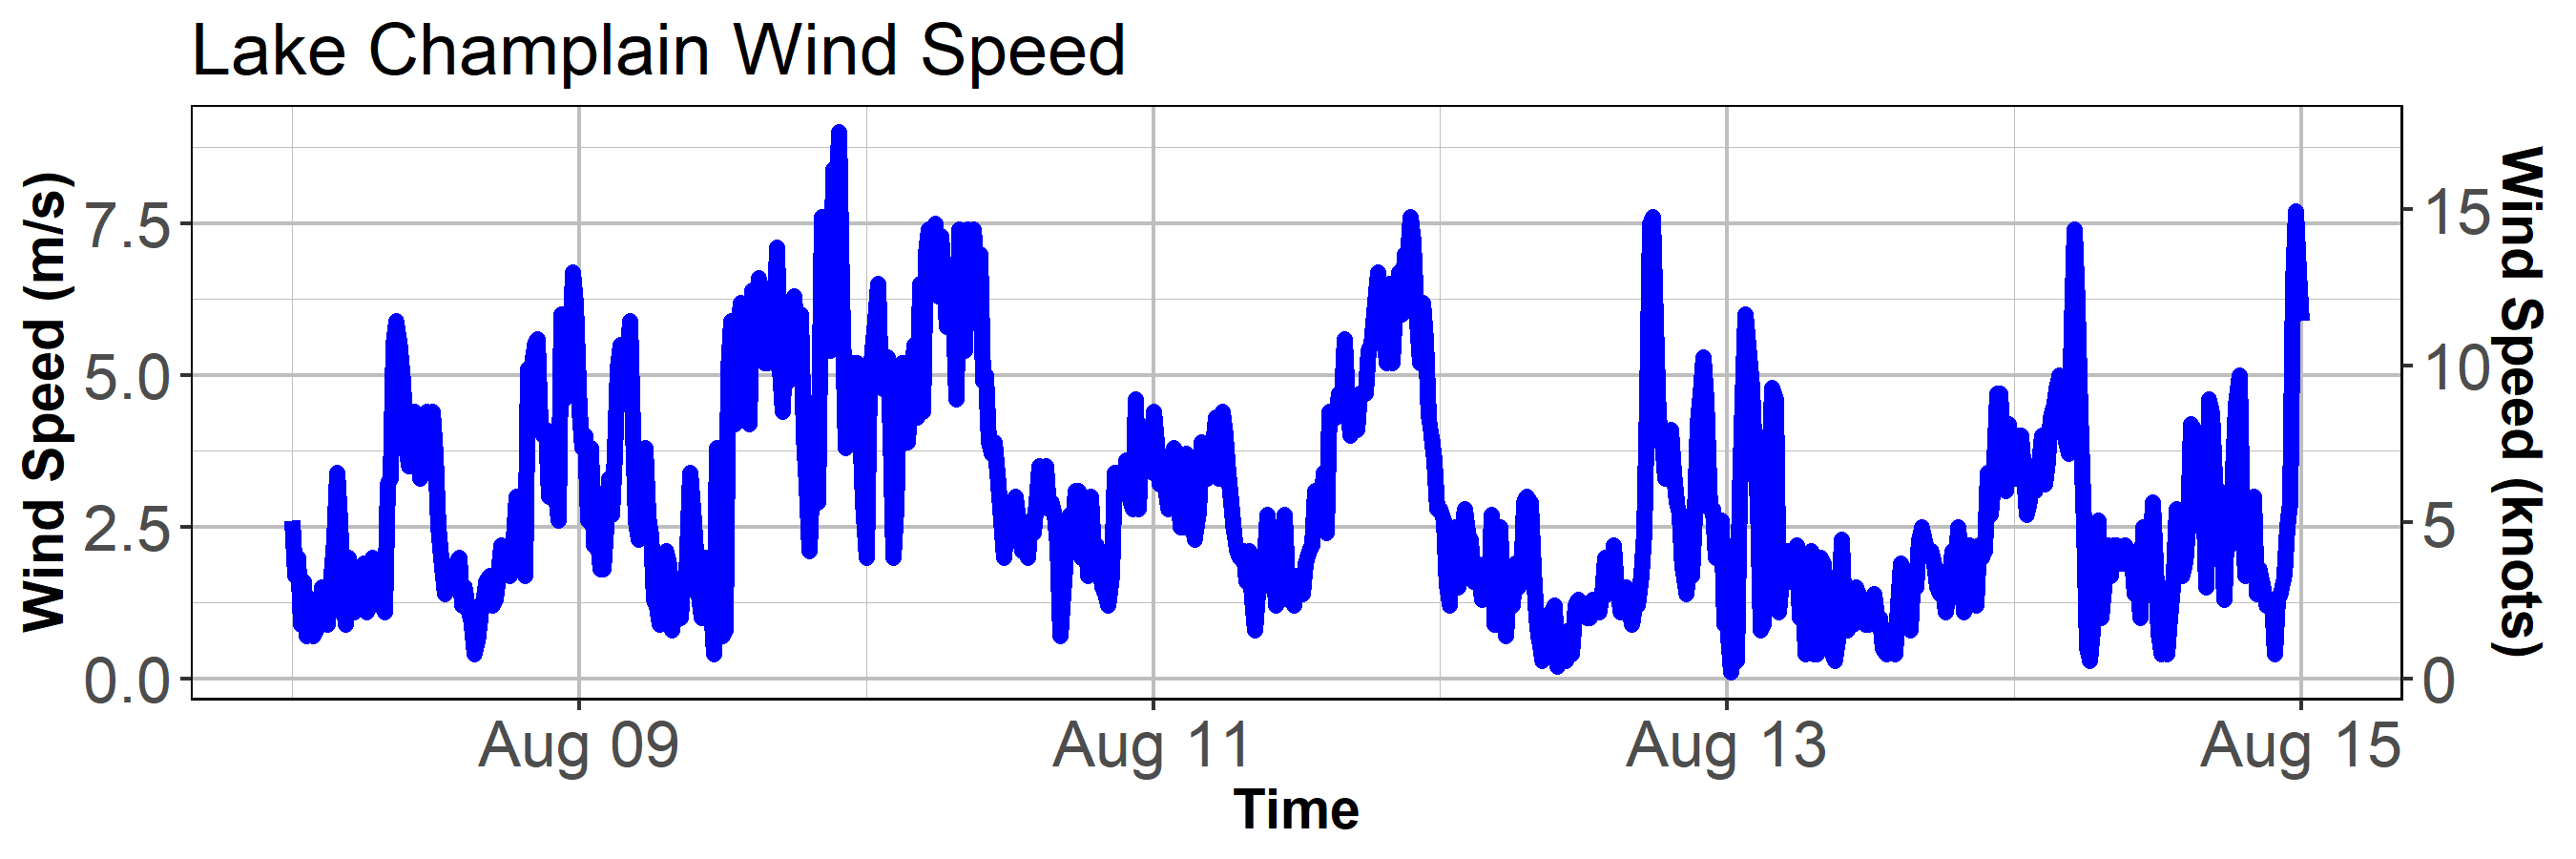 Lake Champlain Wind Speed
Wind Speed (m/s)
7.5
5.0
2.5
0.0
15
10
5
0
Wind Speed (knots)
Aug 09 Aug 11 Aug 13 Aug 15
Time